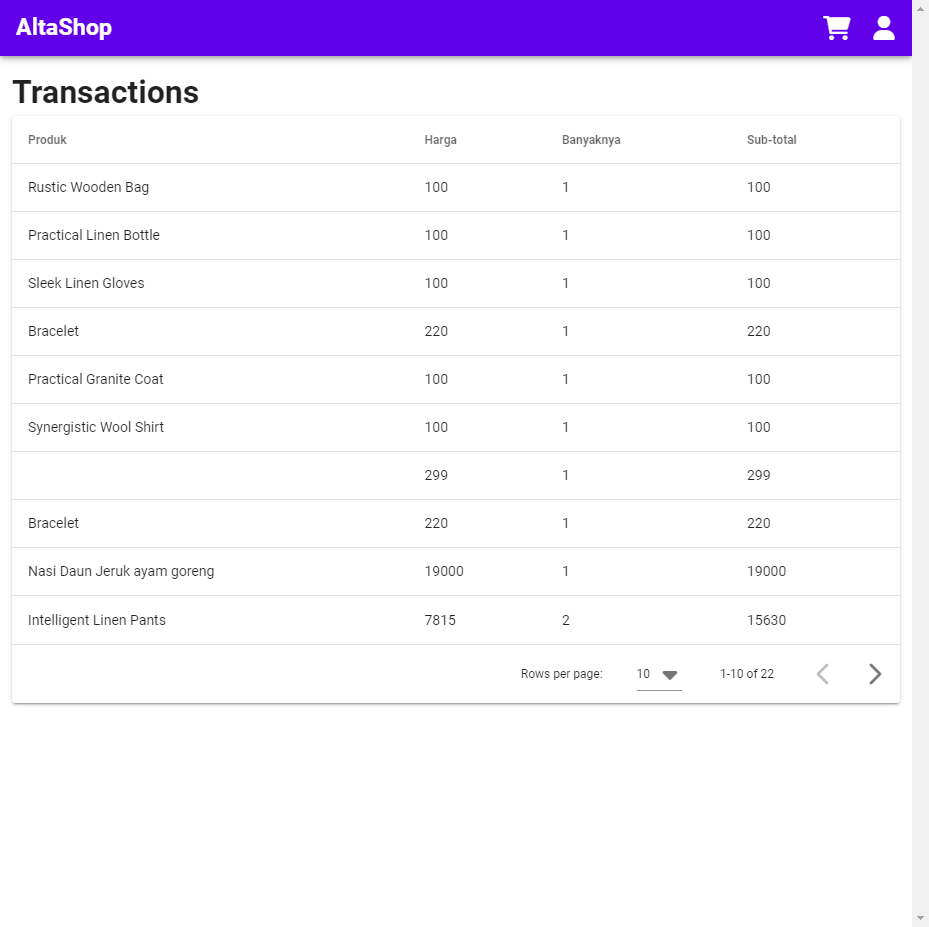 AltaShop
Transactions
Produk Harga Banyaknya Sub-total
Rustic Wooden Bag 100 1 100
Practical Linen Bottle 100 1 100
Sleek Linen Gloves 100 1 100
Bracelet 220 1 220
Practical Granite Coat 100 1 100
Synergistic Wool Shirt 100 1 100
299 1 299
Bracelet 220 1 220
Nasi Daun Jeruk ayam goreng 19000 1 19000
Intelligent Linen Pants 7815 2 15630
Rows per page: 10 1-10 of 22